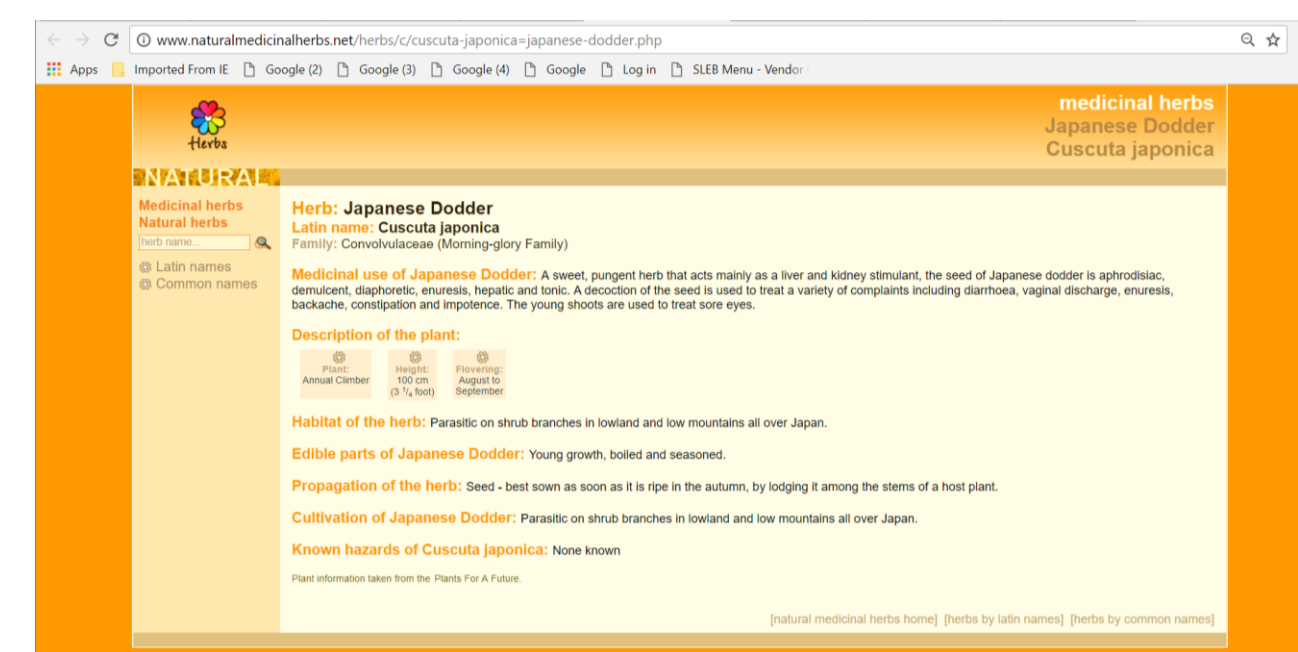 www.naturalmedicinalherbs.net/herbs/c/cuscuta-japonica=japanese-dodder.php
Apps Imported From IE Google (2) Google (3) Google (4) Google Log in SLEB Menu - Vendor
Herbs
medicinal herbs
Japanese Dodder
Cuscuta japonica
NATURAL
Medicinal herbs
Natural herbs
herb name...
Latin names
Common names
Herb: Japanese Dodder
Latin name: Cuscuta japonica
Family: Convolvulaceae (Morning-glory Family)
Medicinal use of Japanese Dodder: A sweet, pungent herb that acts mainly as a liver and kidney stimulant, the seed of Japanese dodder is aphrodisiac,
demulcent, diaphoretic, enuresis, hepatic and tonic. A decoction of the seed is used to treat a variety of complaints including diarrhoea, vaginal discharge, enuresis,
backache, constipation and impotence. The young shoots are used to treat sore eyes.
Description of the plant:
Plant:
Annual Climber
Height:
100 cm
(3 1/4 foot)
Flovering:
August to
September
Habitat of the herb: Parasitic on shrub branches in lowland and low mountains all over Japan.
Edible parts of Japanese Dodder: Young growth, boiled and seasoned.
Propagation of the herb: Seed - best sown as soon as it is ripe in the autumn, by lodging it among the stems of a host plant.
Cultivation of Japanese Dodder: Parasitic on shrub branches in lowland and low mountains all over Japan.
Known hazards of Cuscuta japonica: None known
Plant information taken from the Plants For A Future.
[natural medicinal herbs home] [herbs by latin names] [herbs by common names]